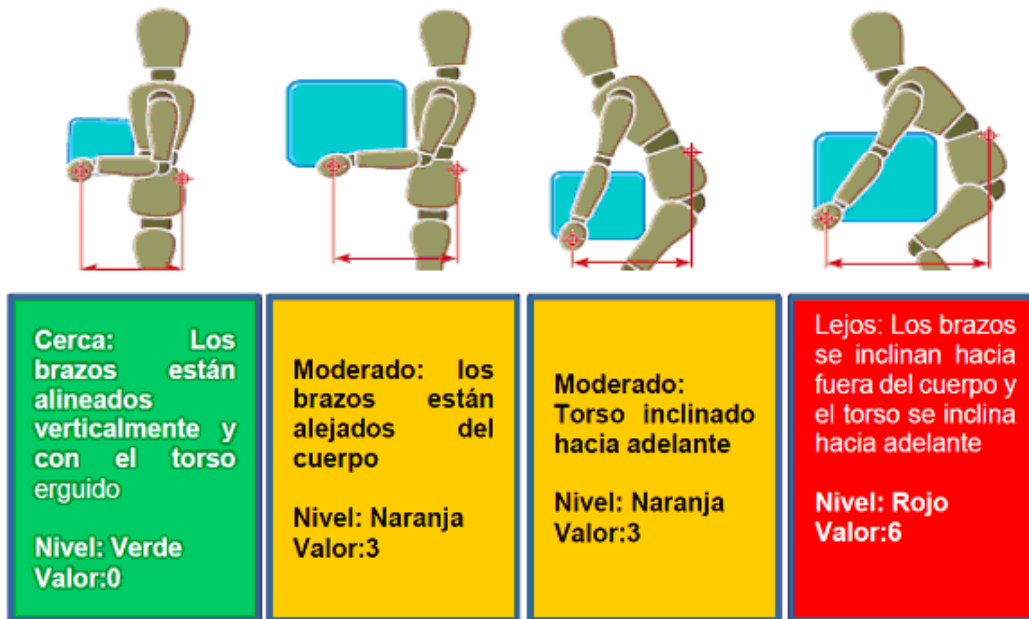 Cerca: Los
brazos están
alineados
verticalmente y
con el torso
erguido
Nivel: Verde
Valor:0
Moderado: los
brazos están
alejados del
cuerpo
Nivel: Naranja
Valor:3
Moderado:
Torso inclinado
hacia adelante
Nivel: Naranja
Valor:3
Lejos: Los brazos
se inclinan hacia
fuera del cuerpo y
el torso se inclina
hacia adelante
Nivel: Rojo
Valor:6